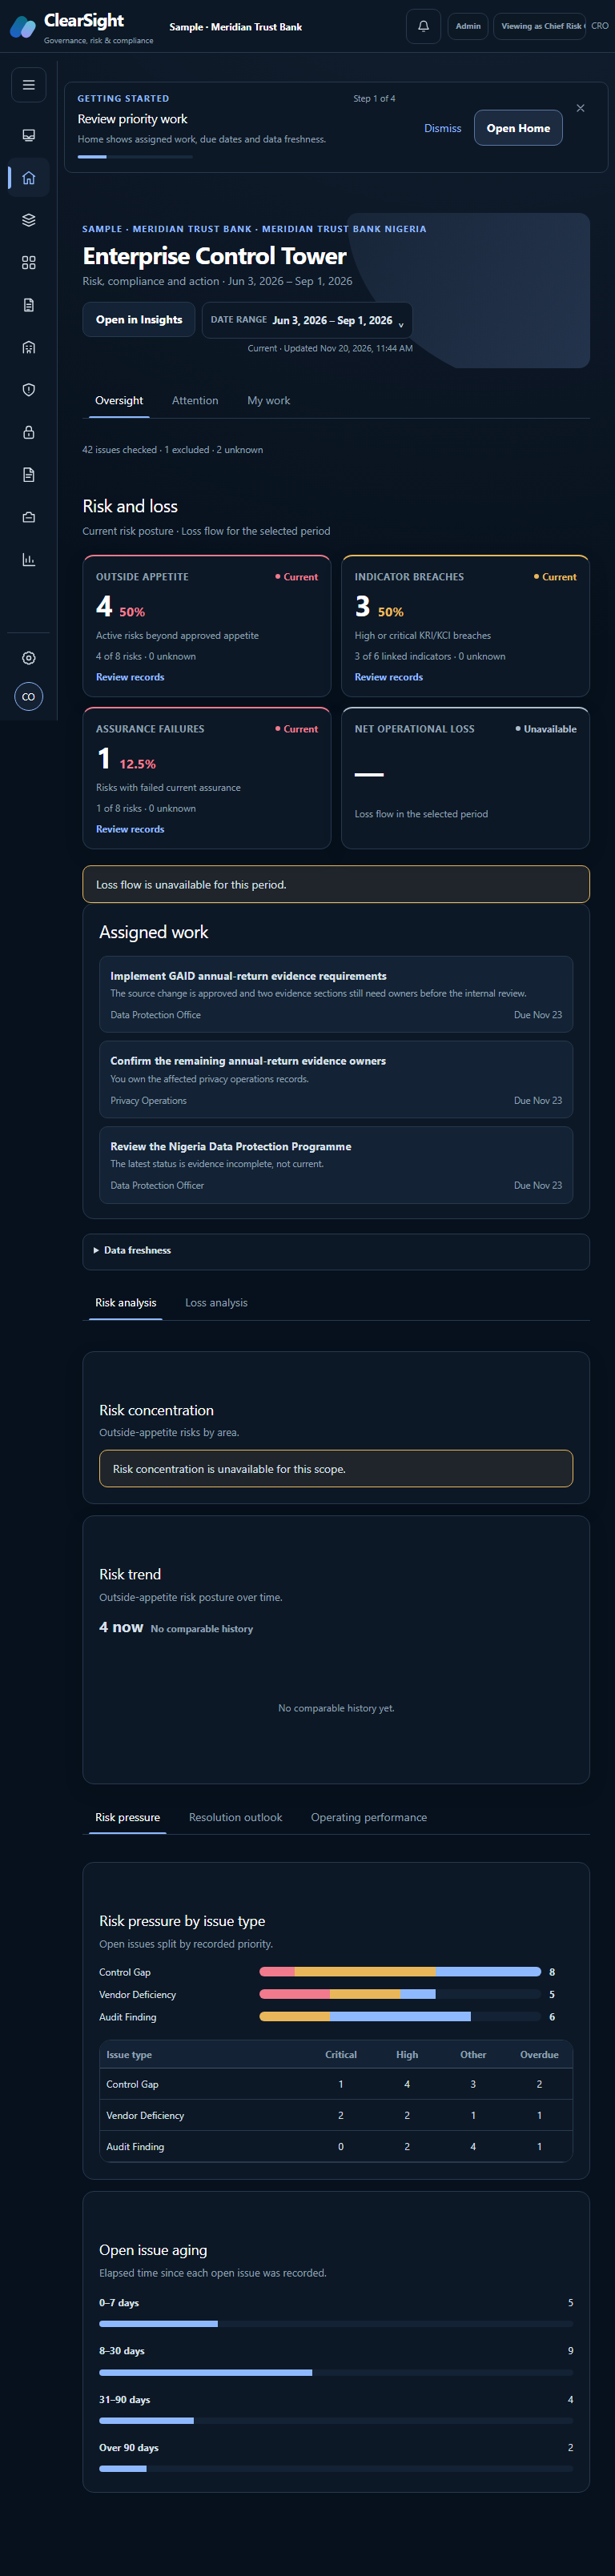 ClearSight
Governance, risk & compliance
Sample · Meridian Trust Bank
Admin
Viewing as Chief Risk
CRO
GETTING STARTED
Step 1 of 4
Review priority work
Home shows assigned work, due dates and data freshness.
Dismiss
Open Home
SAMPLE · MERIDIAN TRUST BANK · MERIDIAN TRUST BANK NIGERIA
Enterprise Control Tower
Risk, compliance and action · Jun 3, 2026 – Sep 1, 2026
Open in Insights
DATE RANGE Jun 3, 2026 – Sep 1, 2026
Current · Updated Nov 20, 2026, 11:44 AM
Oversight
Attention
My work
42 issues checked · 1 excluded · 2 unknown
Risk and loss
Current risk posture · Loss flow for the selected period
OUTSIDE APPETITE
Current
4 50%
Active risks beyond approved appetite
4 of 8 risks · 0 unknown
Review records
INDICATOR BREACHES
Current
3 50%
High or critical KRI/KCI breaches
3 of 6 linked indicators · 0 unknown
Review records
ASSURANCE FAILURES
Current
1 12.5%
Risks with failed current assurance
1 of 8 risks · 0 unknown
Review records
NET OPERATIONAL LOSS
Unavailable
—
Loss flow in the selected period
Loss flow is unavailable for this period.
Assigned work
Implement GAID annual-return evidence requirements
The source change is approved and two evidence sections still need owners before the internal review.
Data Protection Office
Due Nov 23
Confirm the remaining annual-return evidence owners
You own the affected privacy operations records.
Privacy Operations
Due Nov 23
Review the Nigeria Data Protection Programme
The latest status is evidence incomplete, not current.
Data Protection Officer
Due Nov 23
Data freshness
CO
Risk analysis
Loss analysis
Risk concentration
Outside-appetite risks by area.
Risk concentration is unavailable for this scope.
Risk trend
Outside-appetite risk posture over time.
4 now No comparable history
No comparable history yet.
Risk pressure
Resolution outlook
Operating performance
Risk pressure by issue type
Open issues split by recorded priority.
Control Gap 8
Vendor Deficiency 5
Audit Finding 6
Issue type Critical High Other Overdue
Control Gap 1 4 3 2
Vendor Deficiency 2 2 1 1
Audit Finding 0 2 4 1
Open issue aging
Elapsed time since each open issue was recorded.
0–7 days 5
8–30 days 9
31–90 days 4
Over 90 days 2